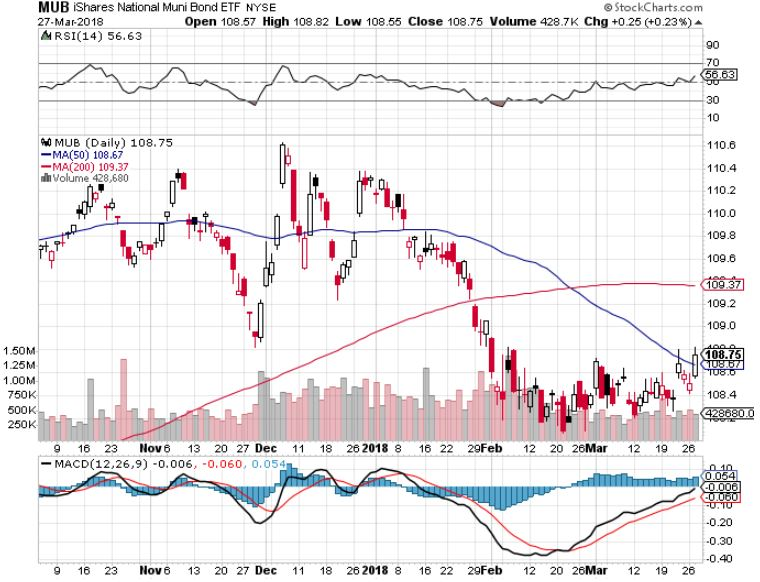 MUB iShares National Muni Bond ETF NYSE © StockCharts.com
27-Mar-2018 Open 108.57 High 108.82 Low 108.55 Close 108.75 Volume 428.7K Chg +0.25 (+0.23%)
RSI(14) 56.63
90
70
56.63
50
30
10
MUB (Daily) 108.75
MA(50) 108.67
MA(200) 109.37
Volume 428,680
110.6
110.4
110.2
110.0
109.8
109.6
109.37
109.2
109.0
108.75
108.67
108.6
108.4
428680.0
1.50M
1.25M
1.00M
750K
500K
250K
9 16 23 Nov 6 13 20 27 Dec 11 18 26 2018 8 16 22 29 Feb 12 20 26 Mar 12 19 26
MACD(12,26,9) -0.006, -0.060, 0.054
0.10
0.054
-0.006
-0.060
-0.10
-0.20
-0.30
-0.40
9 16 23 Nov 6 13 20 27 Dec 11 18 26 2018 8 16 22 29 Feb 12 20 26 Mar 12 19 26